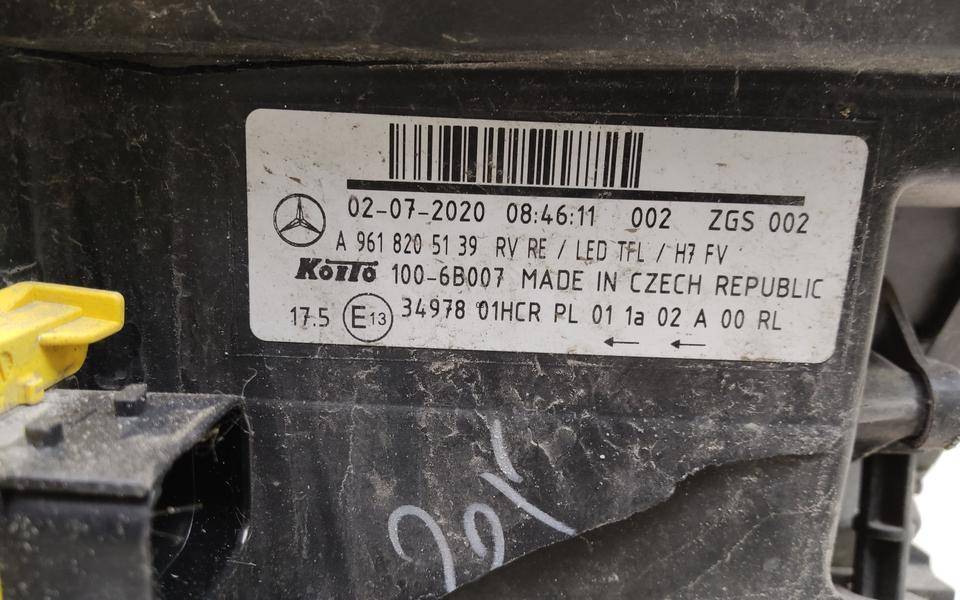 02-07-2020 08:46:11 002 ZGS 002
A 961 820 51 39 RV RE / LED TFL / H7 FV
KOITO 100-6B007 MADE IN CZECH REPUBLIC
17.5 E13 34978 01HCR PL 01 1a 02 A 00 RL